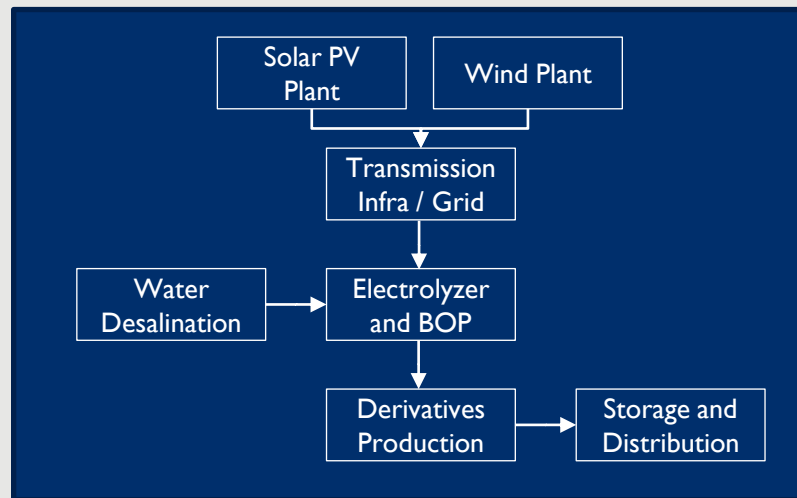 Solar PV
Plant
Wind Plant
Transmission
Infra / Grid
Water
Desalination
Electrolyzer
and BOP
Derivatives
Production
Storage and
Distribution